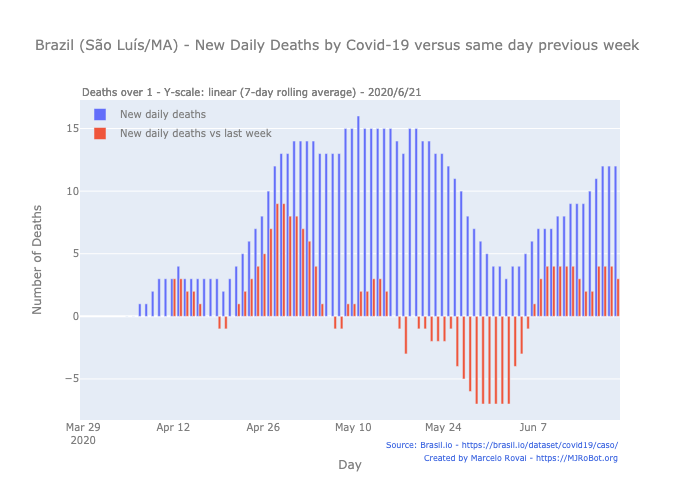 Brazil (São Luís/MA) - New Daily Deaths by Covid-19 versus same day previous week
Deaths over 1 - Y-scale: linear (7-day rolling average) - 2020/6/21
New daily deaths
New daily deaths vs last week
15
10
5
0
−5
Number of Deaths
Mar 29
2020
Apr 12
Apr 26
May 10
May 24
Jun 7
Day
Source: Brasil.io - https://brasil.io/dataset/covid19/caso/
Created by Marcelo Rovai - https://MJRoBot.org